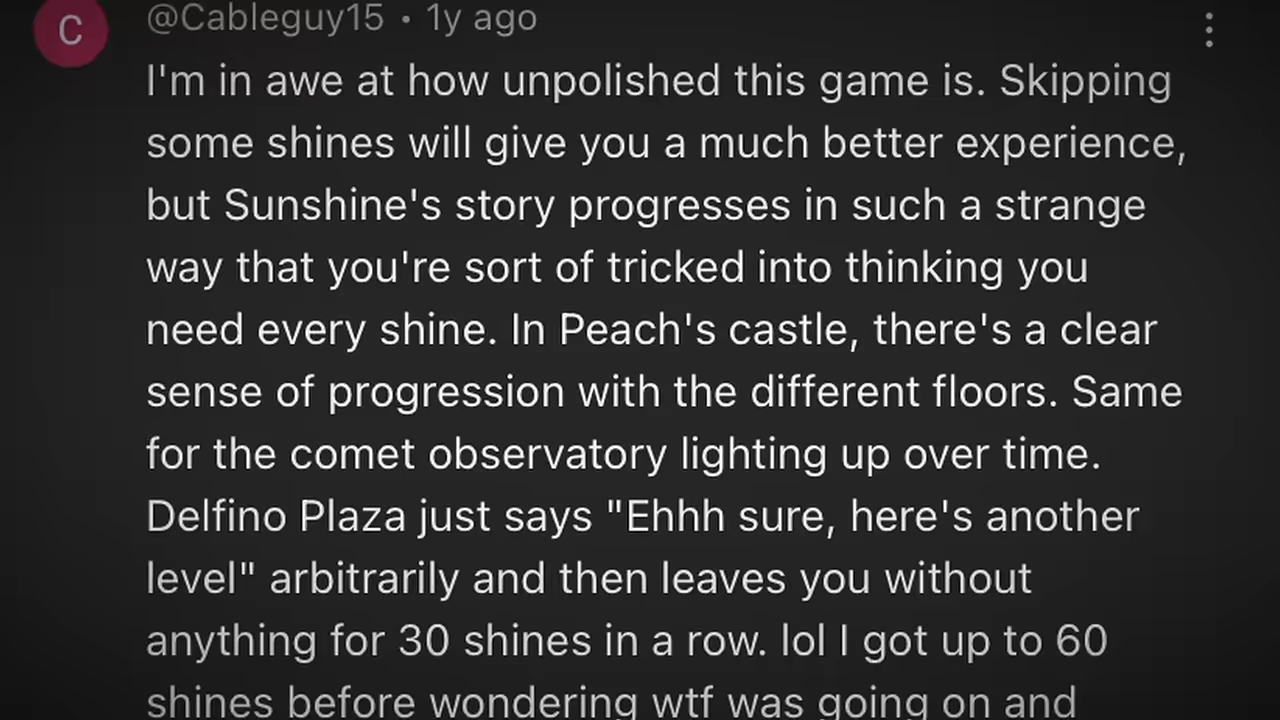 C
@Cableguy15 • 1y ago
I'm in awe at how unpolished this game is. Skipping
some shines will give you a much better experience,
but Sunshine's story progresses in such a strange
way that you're sort of tricked into thinking you
need every shine. In Peach's castle, there's a clear
sense of progression with the different floors. Same
for the comet observatory lighting up over time.
Delfino Plaza just says "Ehhh sure, here's another
level" arbitrarily and then leaves you without
anything for 30 shines in a row. lol I got up to 60
shines before wondering wtf was going on and